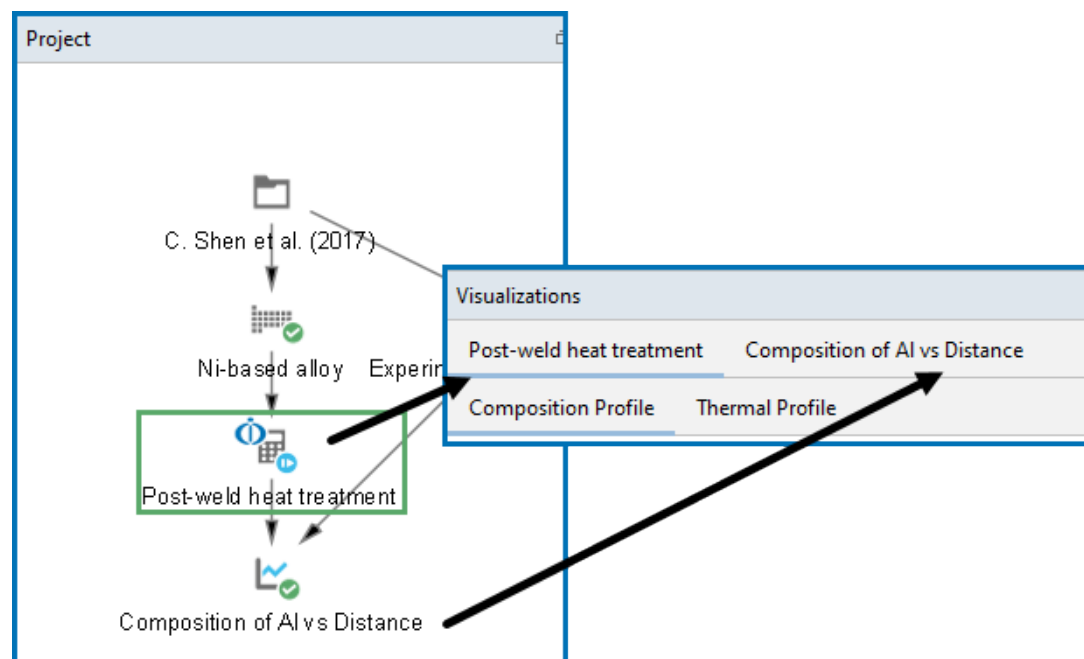 Project
C. Shen et al. (2017)
Ni-based alloy
Post-weld heat treatment
Composition of Al vs Distance
Visualizations
Post-weld heat treatment Composition of Al vs Distance
Composition Profile Thermal Profile